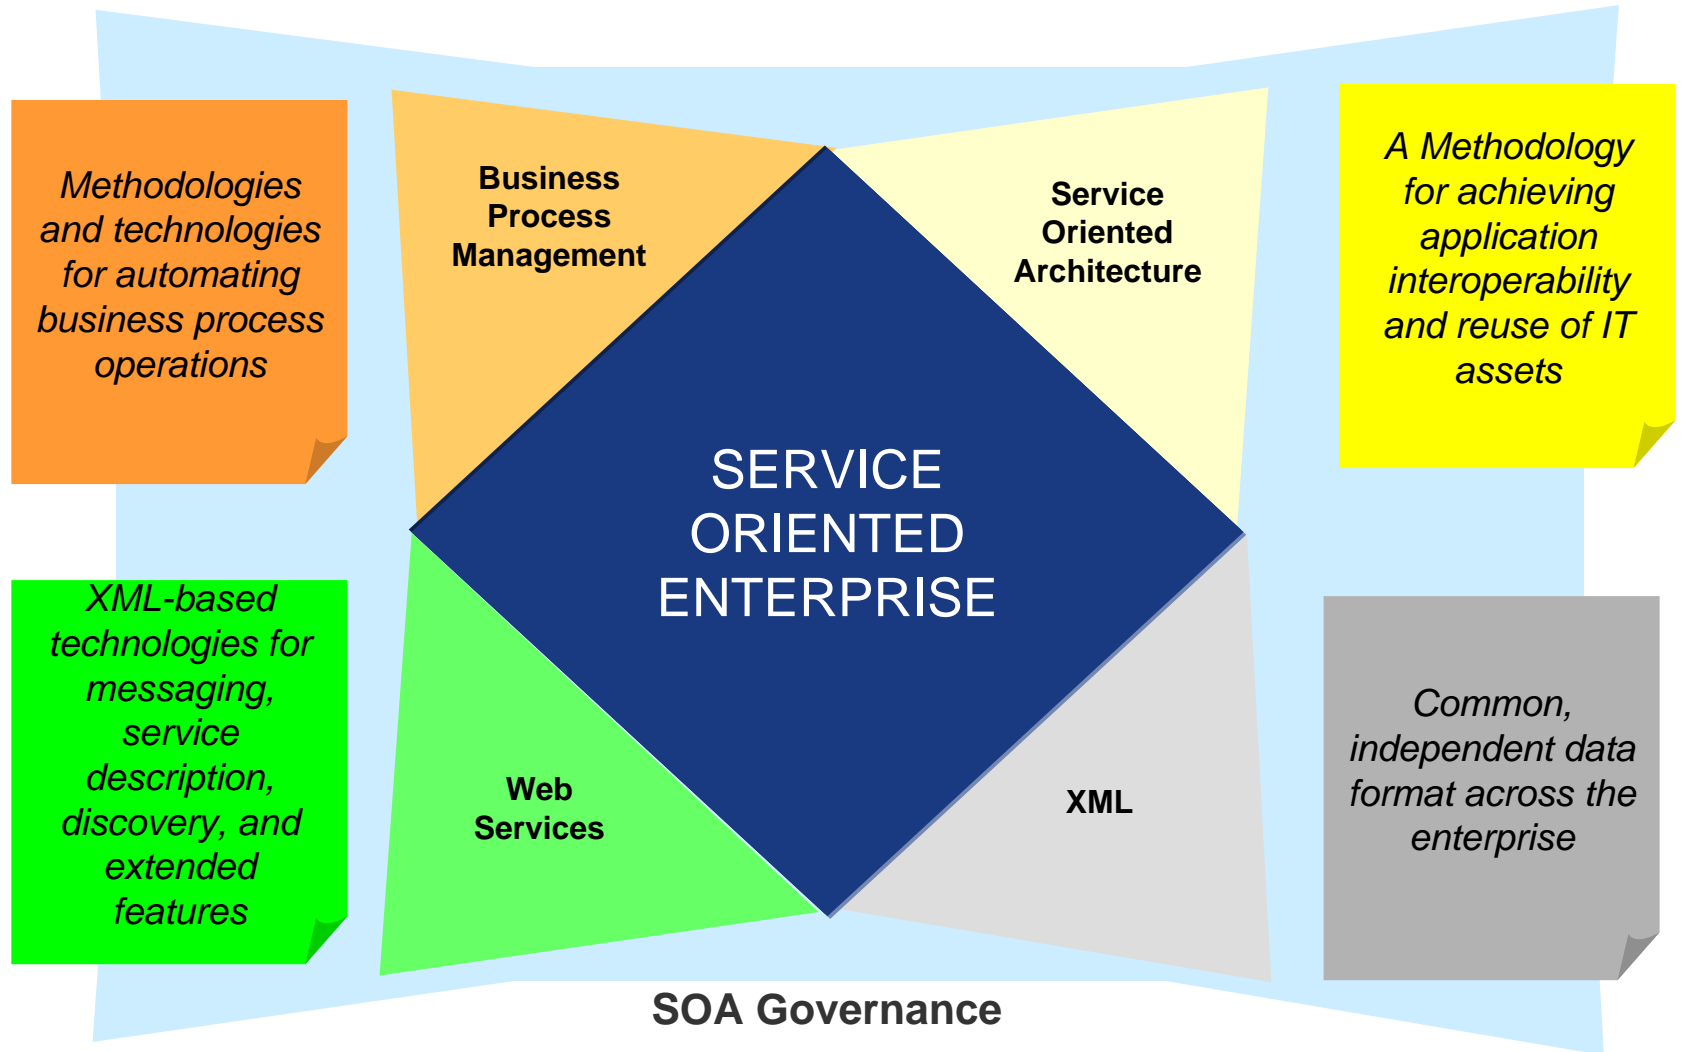 Methodologies
and technologies
for automating
business process
operations
Business
Process
Management
Service
Oriented
Architecture
A Methodology
for achieving
application
interoperability
and reuse of IT
assets
SERVICE
ORIENTED
ENTERPRISE
XML-based
technologies for
messaging,
service
description,
discovery, and
extended
features
Web
Services
XML
Common,
independent data
format across the
enterprise
SOA Governance